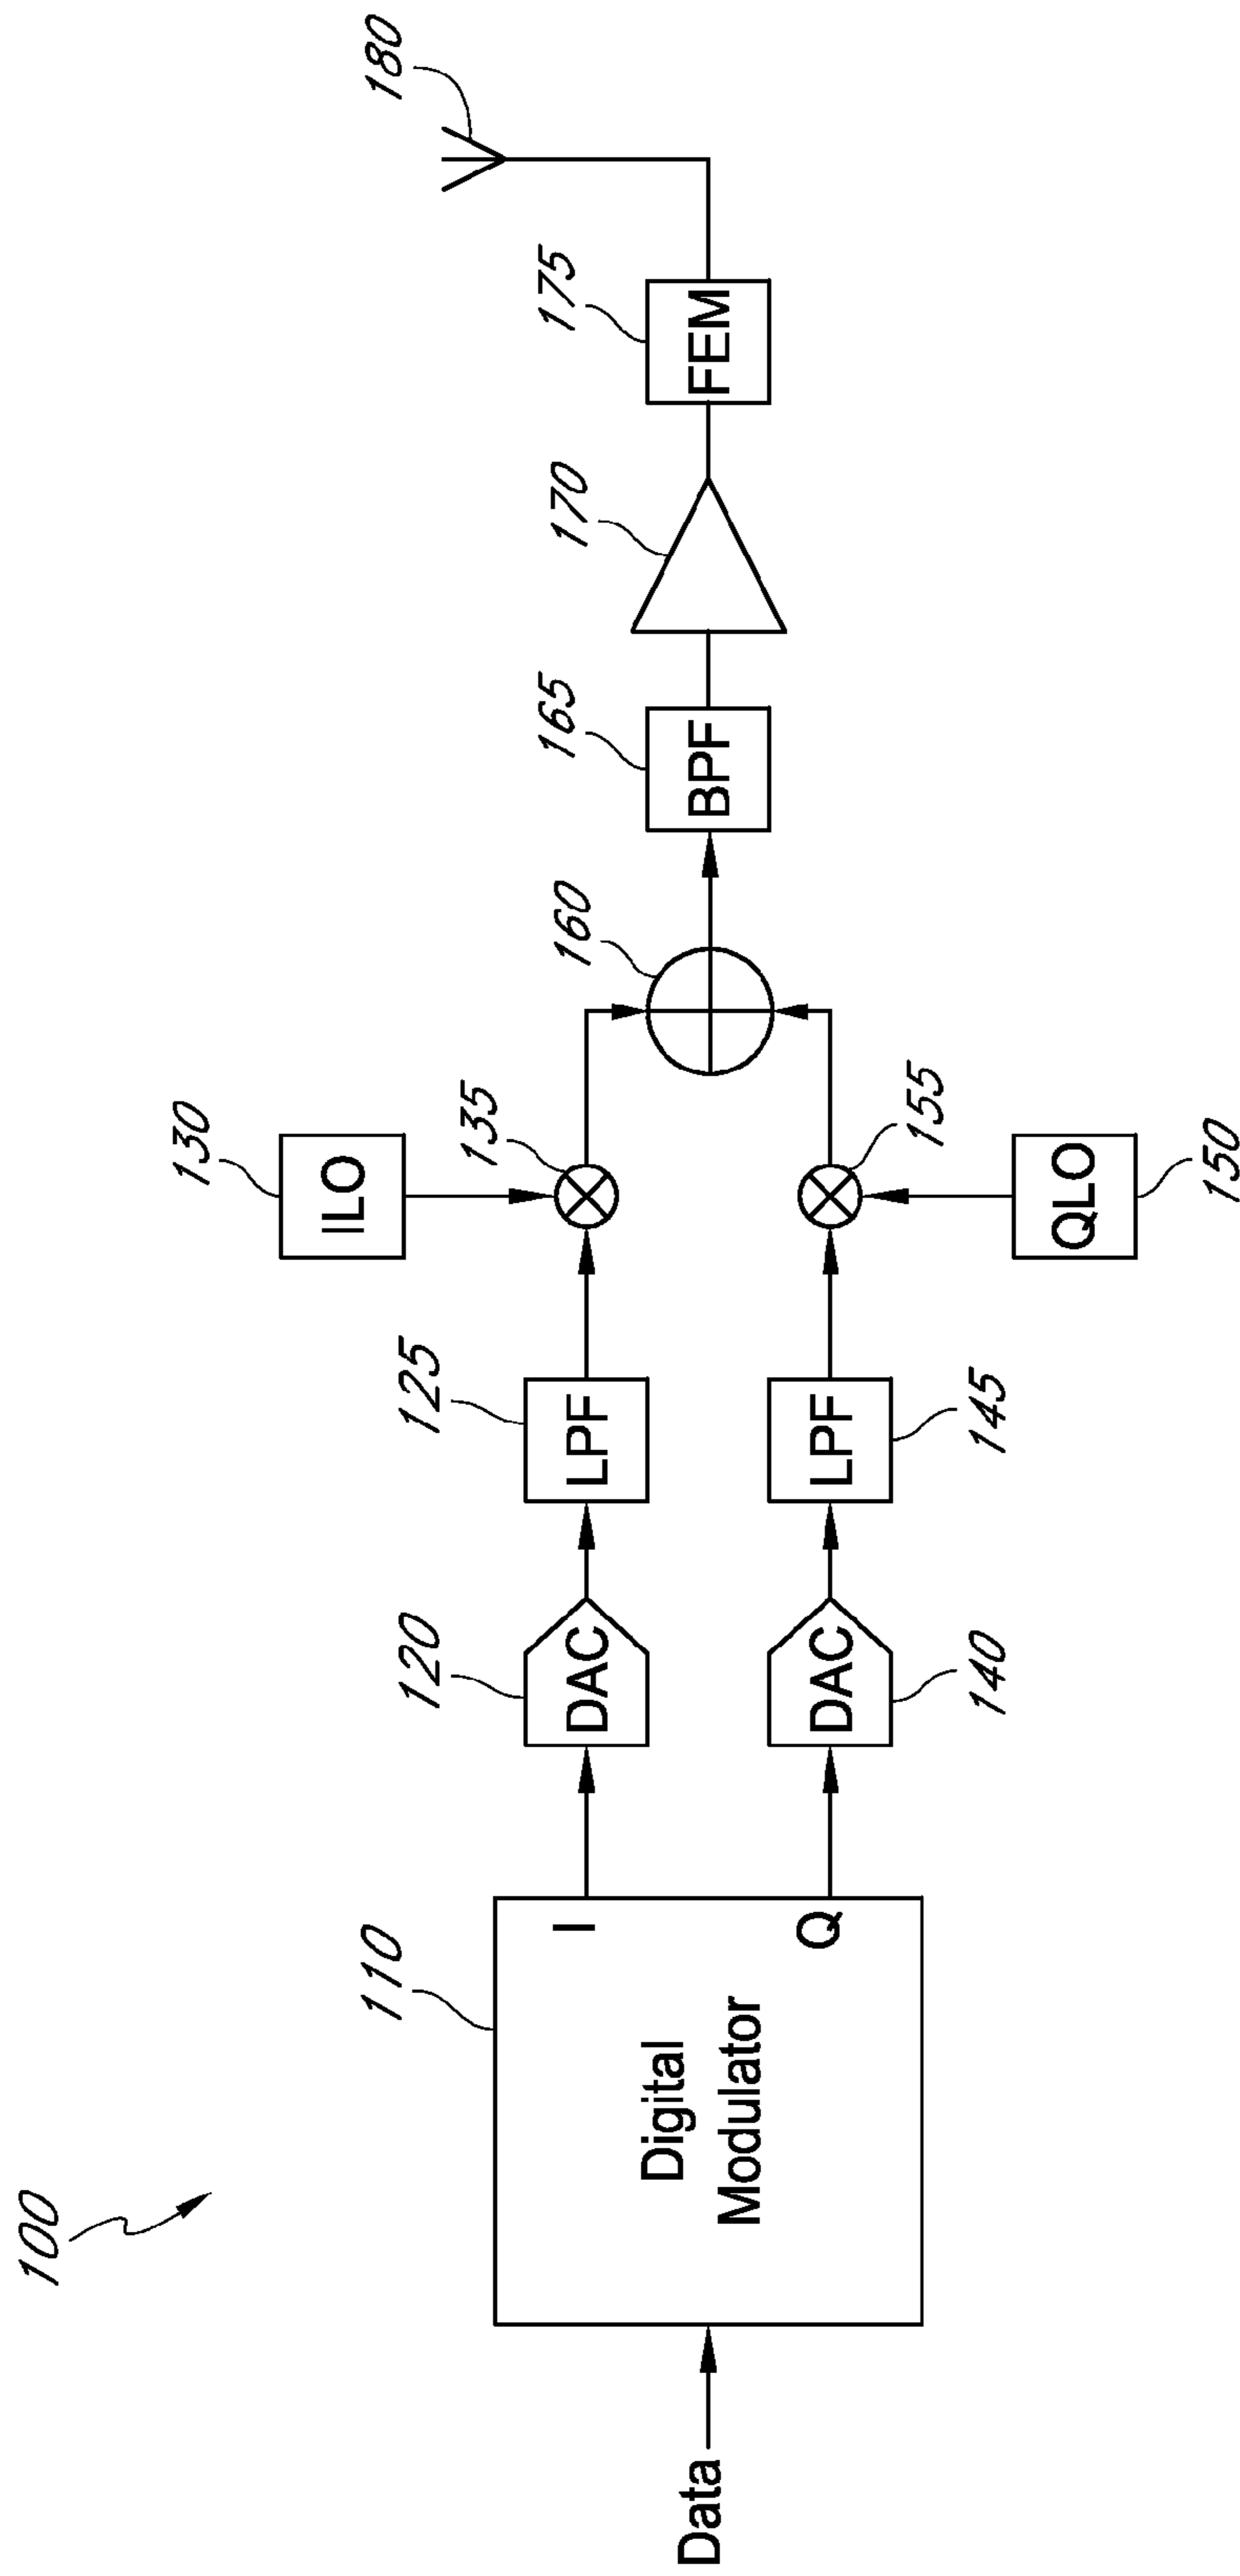 100
Data
110
Digital
Modulator
I
Q
120
DAC
125
LPF
130
ILO
135
140
DAC
145
LPF
150
QLO
155
160
165
BPF
170
175
FEM
180